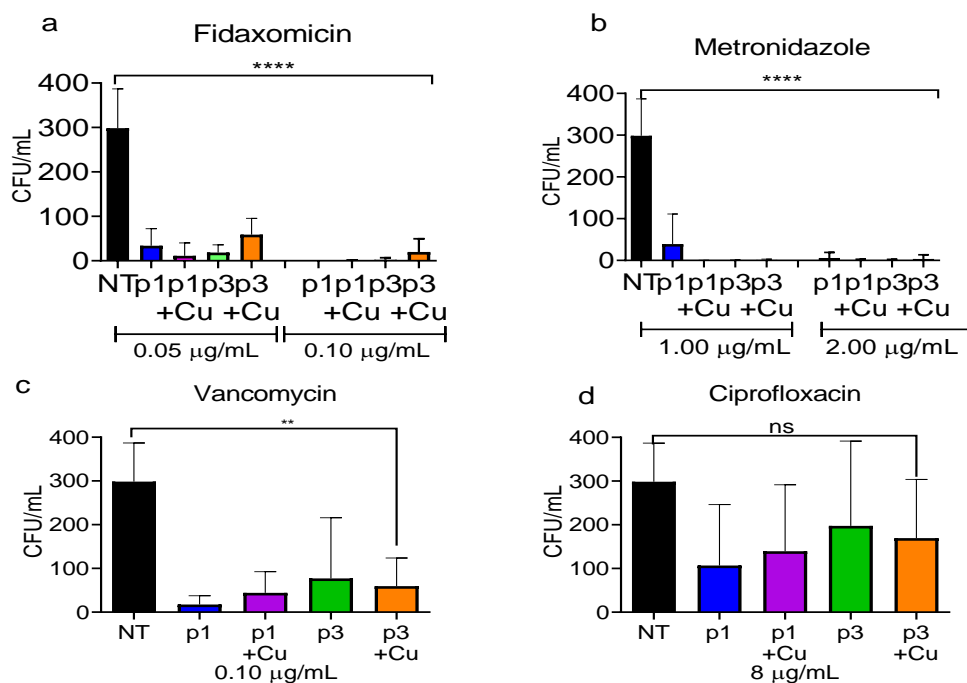 a
Fidaxomicin
****
400
300
200
100
0
CFU/mL
NT p1 p1 p3 p3 p1 p1 p3 p3
+Cu +Cu +Cu +Cu
0.05 μg/mL 0.10 μg/mL
b
Metronidazole
****
400
300
200
100
0
CFU/mL
NT p1 p1 p3 p3 p1 p1 p3 p3
+Cu +Cu +Cu +Cu
1.00 μg/mL 2.00 μg/mL
c
Vancomycin
**
400
300
200
100
0
CFU/mL
NT p1 p1 p3 p3
+Cu +Cu
0.10 μg/mL
d
Ciprofloxacin
ns
400
300
200
100
0
CFU/mL
NT p1 p1 p3 p3
+Cu +Cu
8 μg/mL